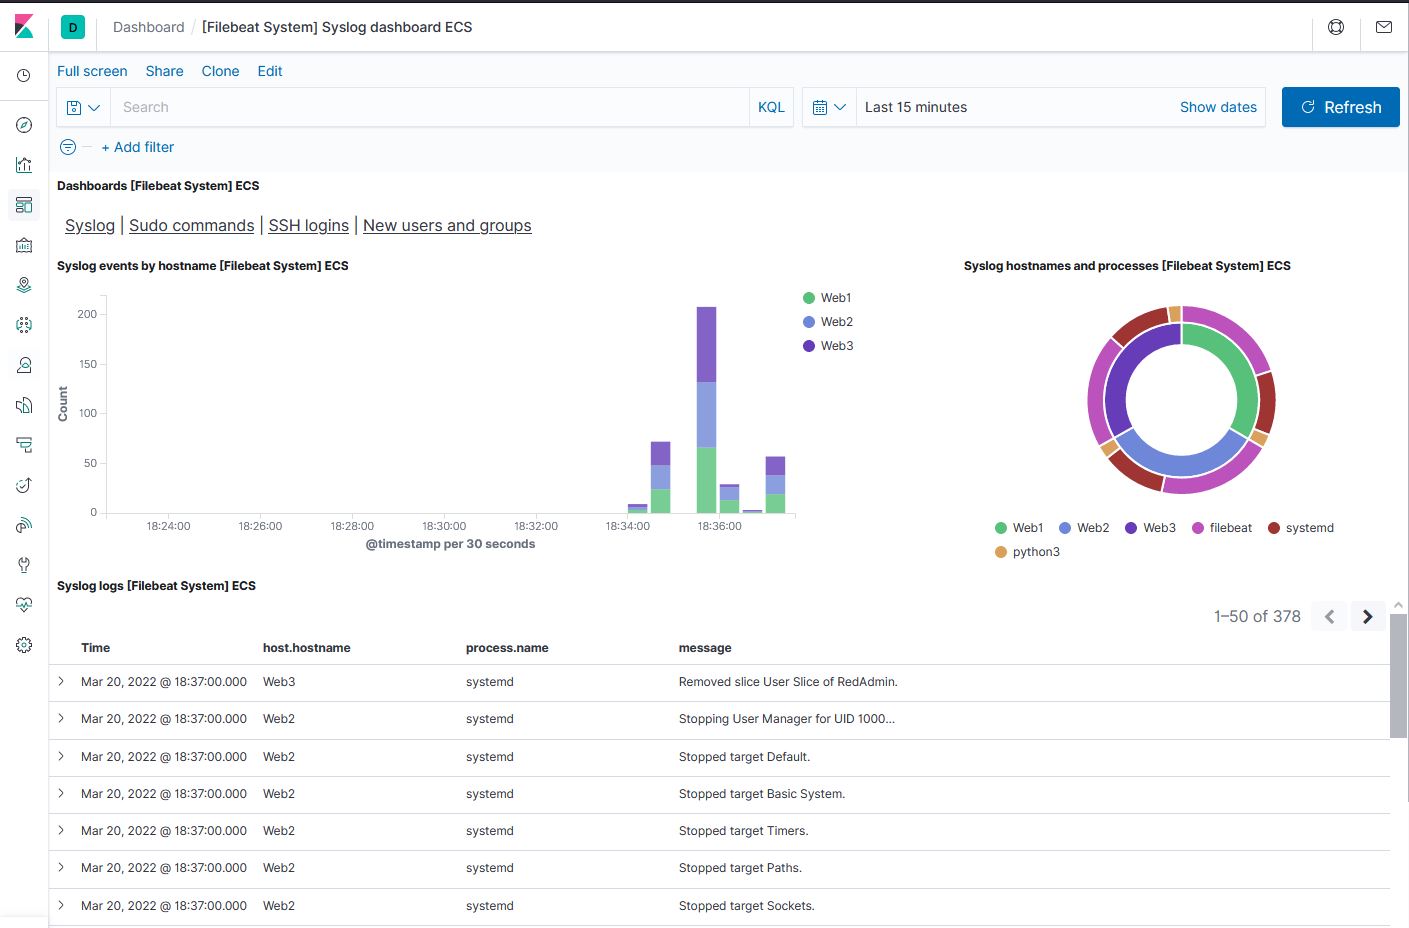 D Dashboard / [Filebeat System] Syslog dashboard ECS
Full screen Share Clone Edit
Search KQL Last 15 minutes Show dates Refresh
+ Add filter
Dashboards [Filebeat System] ECS
Syslog | Sudo commands | SSH logins | New users and groups
Syslog events by hostname [Filebeat System] ECS
200
150
100
50
0
Count
18:24:00 18:26:00 18:28:00 18:30:00 18:32:00 18:34:00 18:36:00
@timestamp per 30 seconds
Web1
Web2
Web3
Syslog hostnames and processes [Filebeat System] ECS
Web1 Web2 Web3 filebeat systemd
python3
Syslog logs [Filebeat System] ECS
1–50 of 378
Time host.hostname process.name message
Mar 20, 2022 @ 18:37:00.000 Web3 systemd Removed slice User Slice of RedAdmin.
Mar 20, 2022 @ 18:37:00.000 Web2 systemd Stopping User Manager for UID 1000...
Mar 20, 2022 @ 18:37:00.000 Web2 systemd Stopped target Default.
Mar 20, 2022 @ 18:37:00.000 Web2 systemd Stopped target Basic System.
Mar 20, 2022 @ 18:37:00.000 Web2 systemd Stopped target Timers.
Mar 20, 2022 @ 18:37:00.000 Web2 systemd Stopped target Paths.
Mar 20, 2022 @ 18:37:00.000 Web2 systemd Stopped target Sockets.